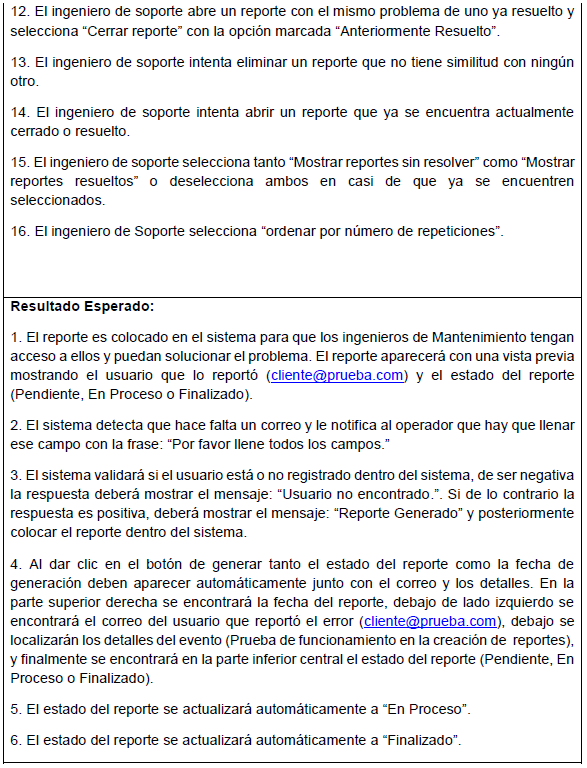 12. El ingeniero de soporte abre un reporte con el mismo problema de uno ya resuelto y
selecciona “Cerrar reporte” con la opción marcada “Anteriormente Resuelto”.
13. El ingeniero de soporte intenta eliminar un reporte que no tiene similitud con ningún
otro.
14. El ingeniero de soporte intenta abrir un reporte que ya se encuentra actualmente
cerrado o resuelto.
15. El ingeniero de soporte selecciona tanto “Mostrar reportes sin resolver” como “Mostrar
reportes resueltos” o deselecciona ambos en casi de que ya se encuentren
seleccionados.
16. El ingeniero de Soporte selecciona “ordenar por número de repeticiones”.
Resultado Esperado:
1. El reporte es colocado en el sistema para que los ingenieros de Mantenimiento tengan
acceso a ellos y puedan solucionar el problema. El reporte aparecerá con una vista previa
mostrando el usuario que lo reportó (cliente@prueba.com) y el estado del reporte
(Pendiente, En Proceso o Finalizado).
2. El sistema detecta que hace falta un correo y le notifica al operador que hay que llenar
ese campo con la frase: “Por favor llene todos los campos.”
3. El sistema validará si el usuario está o no registrado dentro del sistema, de ser negativa
la respuesta deberá mostrar el mensaje: “Usuario no encontrado.”. Si de lo contrario la
respuesta es positiva, deberá mostrar el mensaje: “Reporte Generado” y posteriormente
colocar el reporte dentro del sistema.
4. Al dar clic en el botón de generar tanto el estado del reporte como la fecha de
generación deben aparecer automáticamente junto con el correo y los detalles. En la
parte superior derecha se encontrará la fecha del reporte, debajo de lado izquierdo se
encontrará el correo del usuario que reportó el error (cliente@prueba.com), debajo se
localizarán los detalles del evento (Prueba de funcionamiento en la creación de reportes),
y finalmente se encontrará en la parte inferior central el estado del reporte (Pendiente, En
Proceso o Finalizado).
5. El estado del reporte se actualizará automáticamente a “En Proceso”.
6. El estado del reporte se actualizará automáticamente a “Finalizado”.